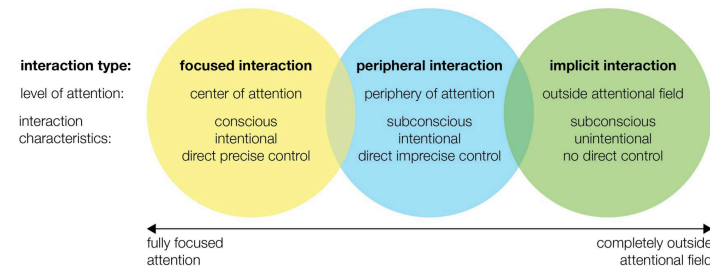 interaction type: focused interaction peripheral interaction implicit interaction
level of attention: center of attention periphery of attention outside attentional field
interaction conscious subconscious subconscious
characteristics: intentional intentional unintentional
direct precise control direct imprecise control no direct control
fully focused completely outside
attention attentional field